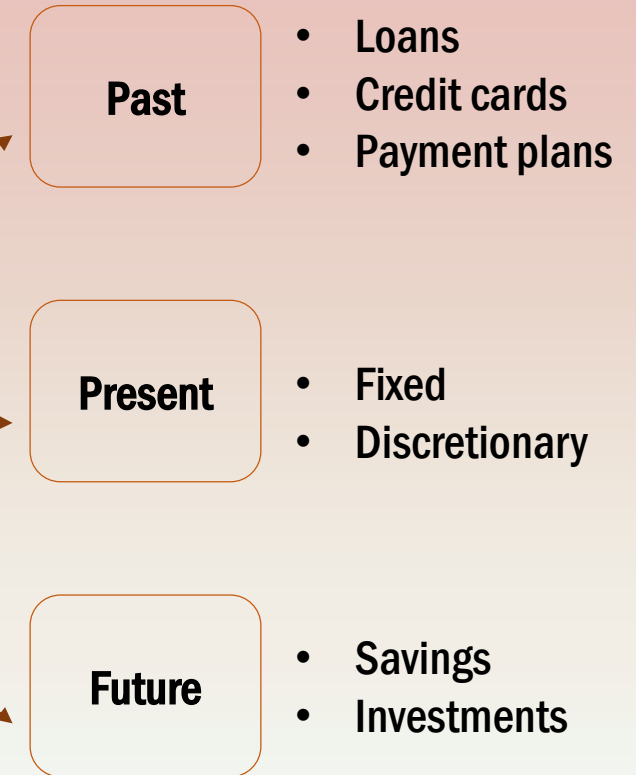 Past
• Loans
• Credit cards
• Payment plans
Present
• Fixed
• Discretionary
Future
• Savings
• Investments